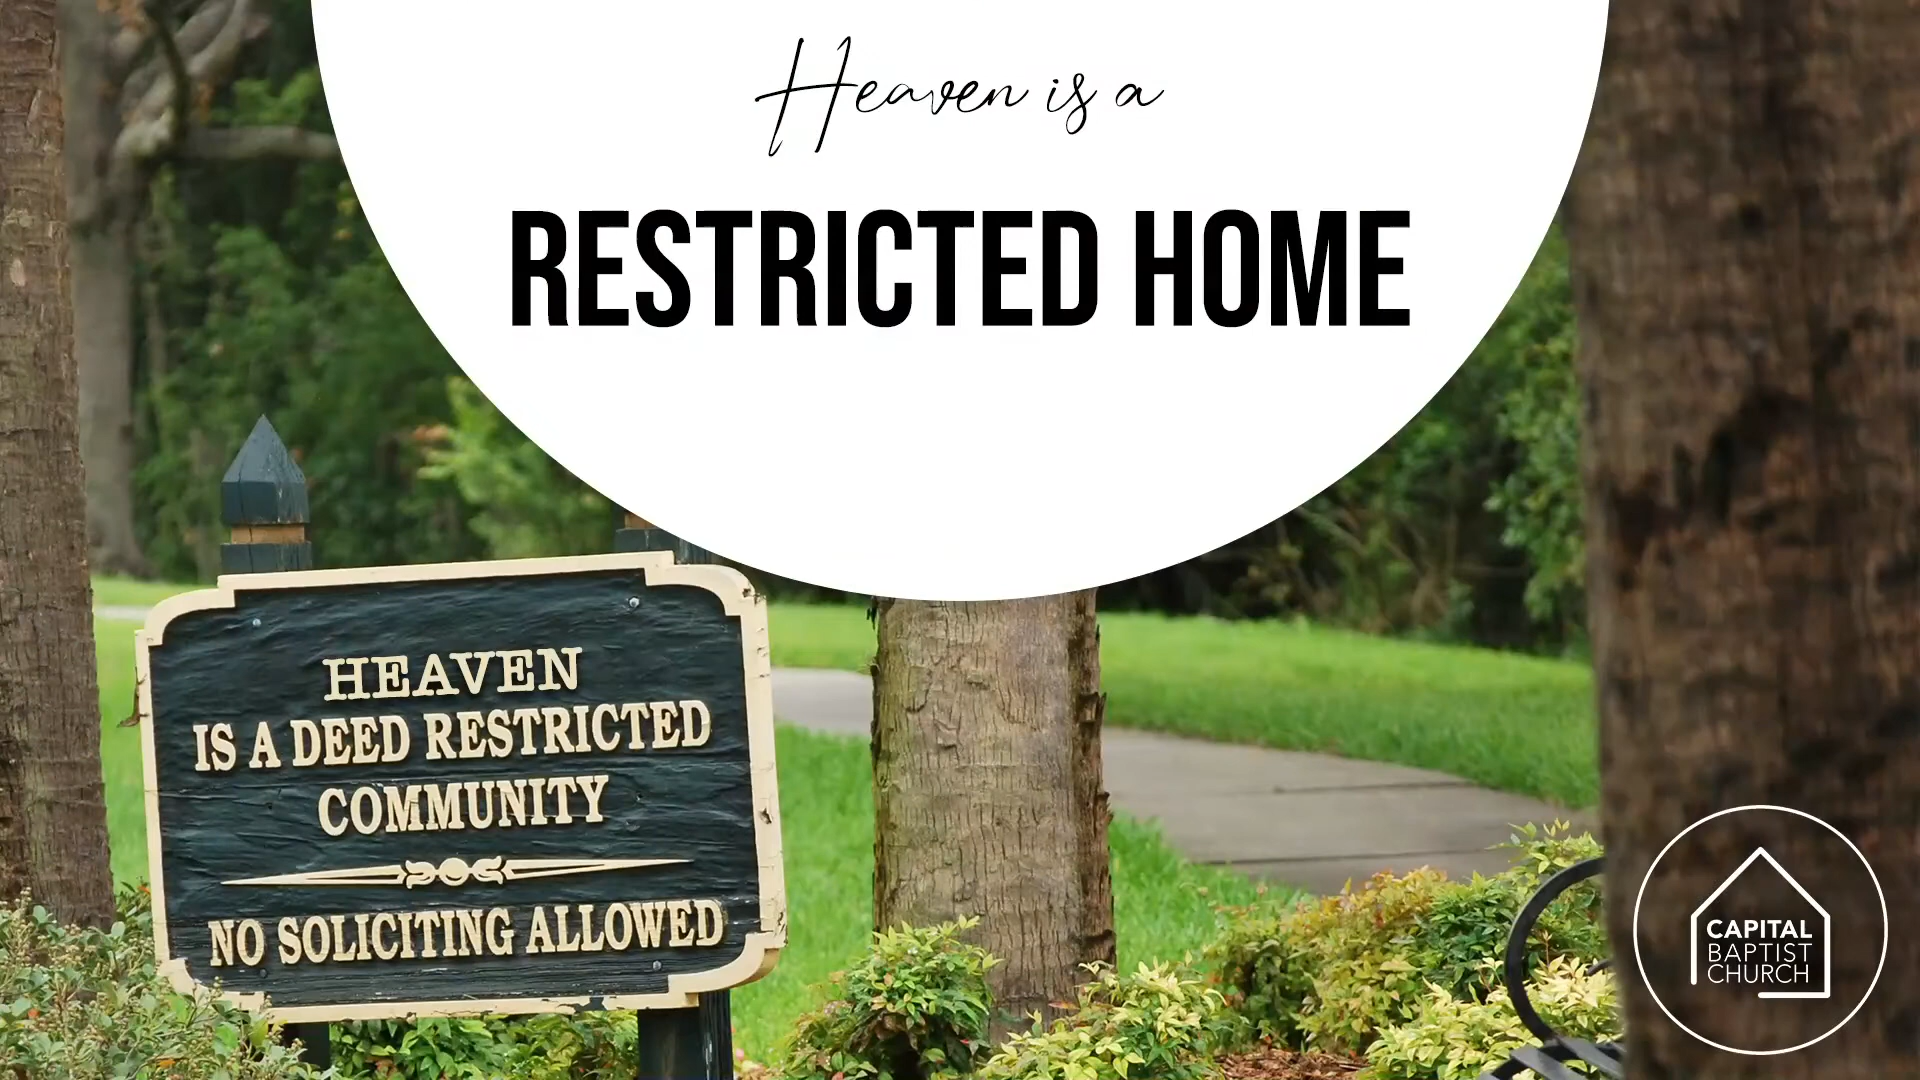 Heaven is a
RESTRICTED HOME
HEAVEN
IS A DEED RESTRICTED
COMMUNITY
NO SOLICITING ALLOWED
CAPITAL
BAPTIST
CHURCH